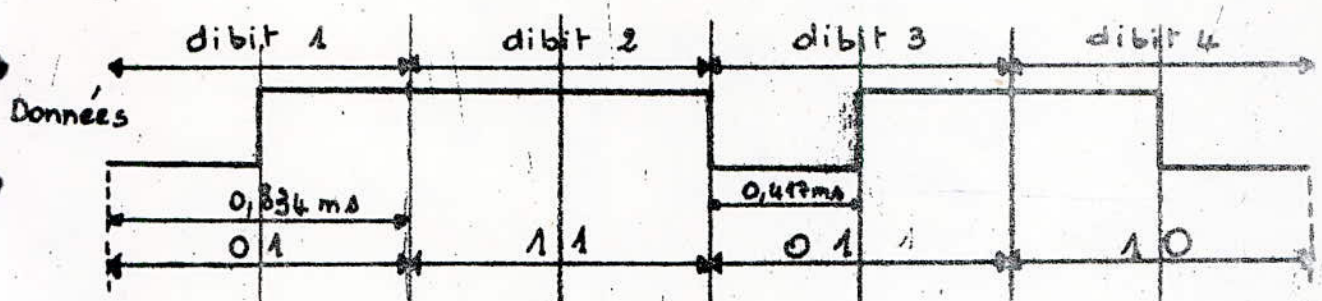 dibit 1 dibit 2 dibit 3 dibit 4
Données
0,834 ms 0,417ms
0 1 1 1 0 1 1 0